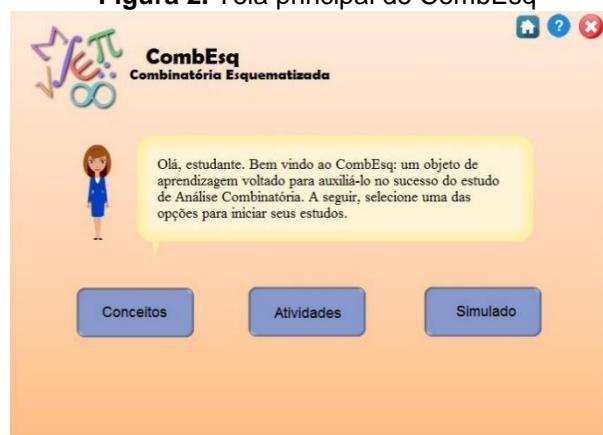 Figura 2. Tela principal do CombEsq
CombEsq
Combinatória Esquematizada
Olá, estudante. Bem vindo ao CombEsq: um objeto de
aprendizagem voltado para auxiliá-lo no sucesso do estudo
de Análise Combinatória. A seguir, selecione uma das
opções para iniciar seus estudos.
Conceitos
Atividades
Simulado